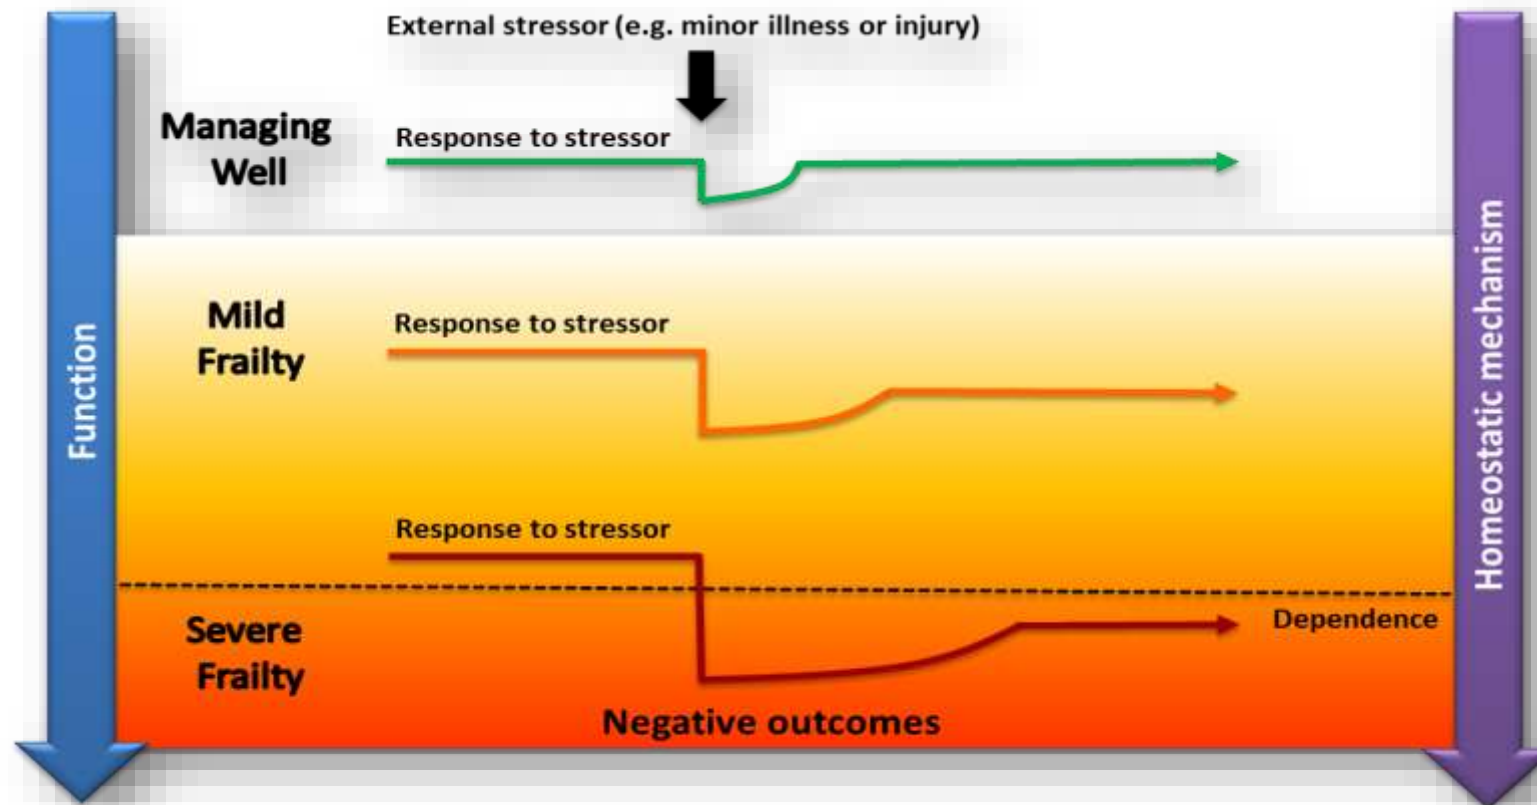 External stressor (e.g. minor illness or injury)
Managing
Well
Response to stressor
Mild
Frailty
Response to stressor
Response to stressor
Dependence
Severe
Frailty
Negative outcomes
Function
Homeostatic mechanism